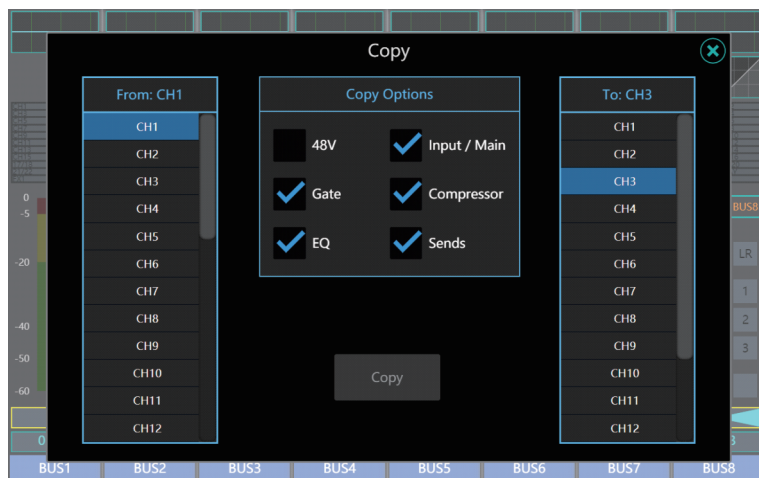 Copy
From: CH1
CH1
CH2
CH3
CH4
CH5
CH6
CH7
CH8
CH9
CH10
CH11
CH12
Copy Options
48V
Input / Main
Gate
Compressor
EQ
Sends
Copy
To: CH3
CH1
CH2
CH3
CH4
CH5
CH6
CH7
CH8
CH9
CH10
CH11
CH12
0
-5
-20
-40
-50
-60
0
BUS8
LR
1
2
3
3
BUS1 BUS2 BUS3 BUS4 BUS5 BUS6 BUS7 BUS8